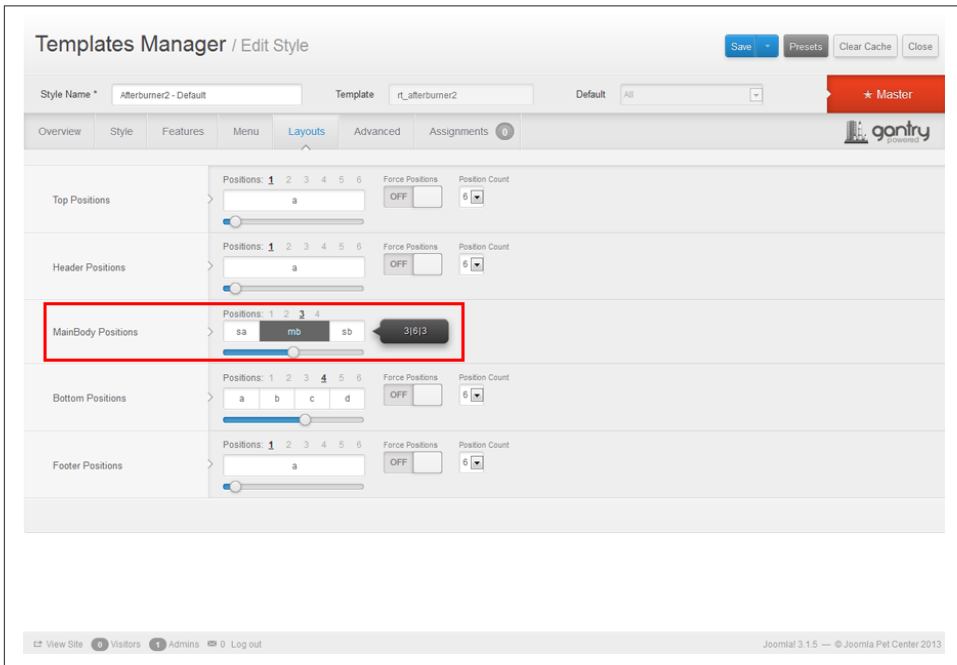 Templates Manager / Edit Style
Save Presets Clear Cache Close
Style Name * Afterburner2 - Default Template rt_afterburner2 Default All ★ Master
Overview Style Features Menu Layouts Advanced Assignments 0 gantry powered
Positions: 1 2 3 4 5 6 Force Positions Position Count
Top Positions a OFF 6
Positions: 1 2 3 4 5 6 Force Positions Position Count
Header Positions a OFF 6
Positions: 1 2 3 4
MainBody Positions sa mb sb 3|6|3
Positions: 1 2 3 4 5 6 Force Positions Position Count
Bottom Positions a b c d OFF 6
Positions: 1 2 3 4 5 6 Force Positions Position Count
Footer Positions a OFF 6
View Site 0 Visitors 1 Admins 0 Log out Joomla! 3.1.5 — © Joomla Pet Center 2013